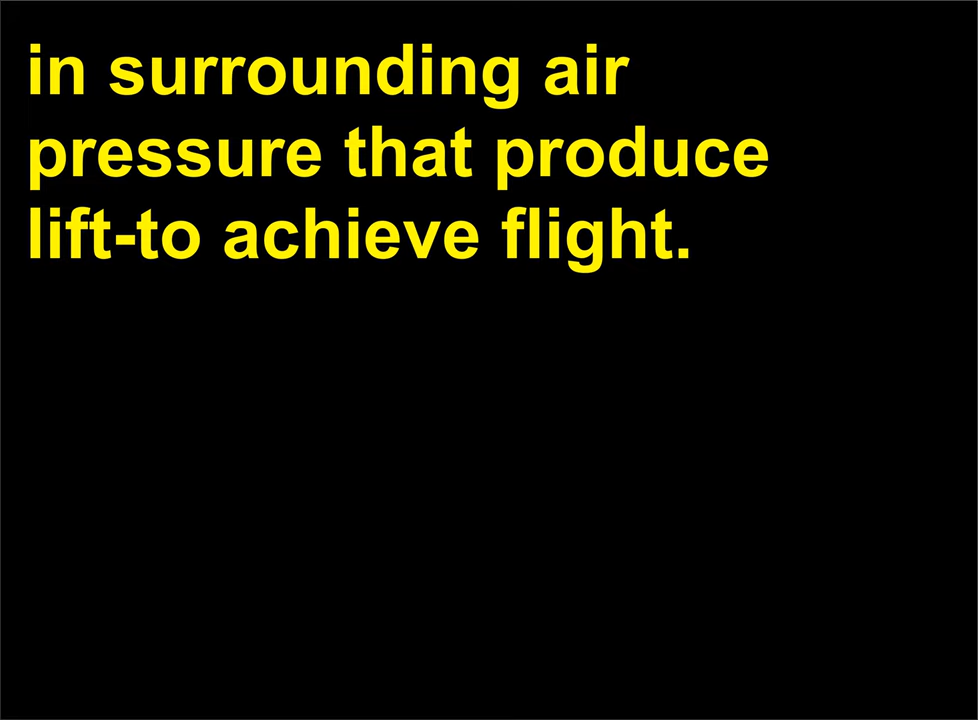 in surrounding air
pressure that produce
lift-to achieve flight.